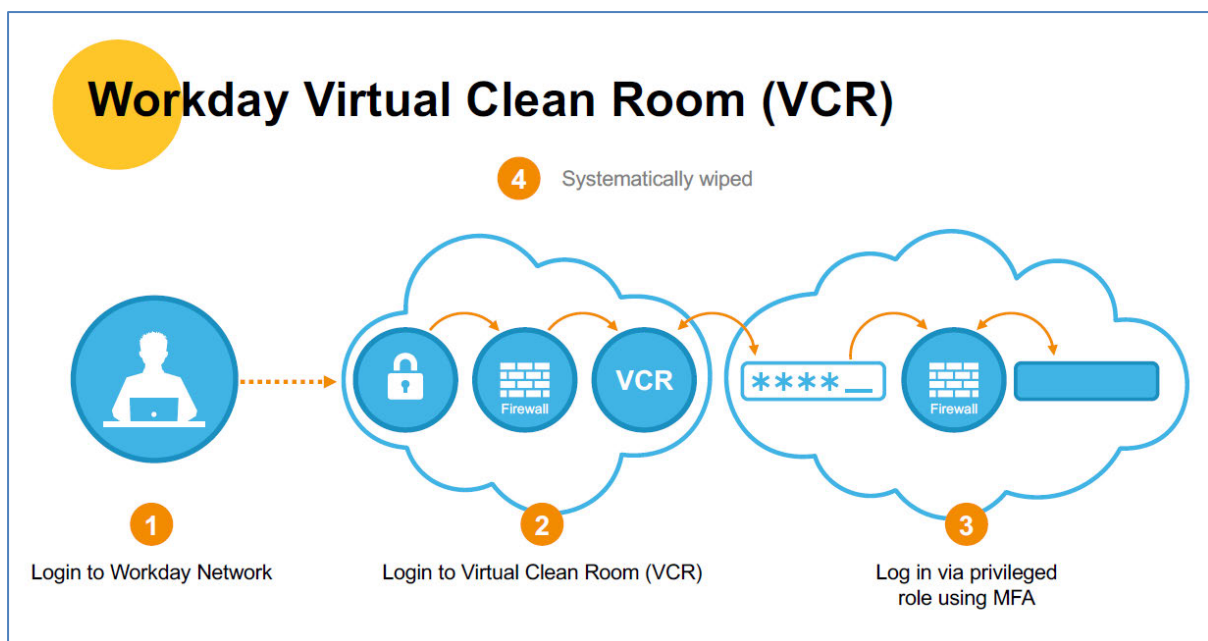 Workday Virtual Clean Room (VCR)
4 Systematically wiped
Firewall
VCR
****_
Firewall
1
Login to Workday Network
2
Login to Virtual Clean Room (VCR)
3
Log in via privileged
role using MFA